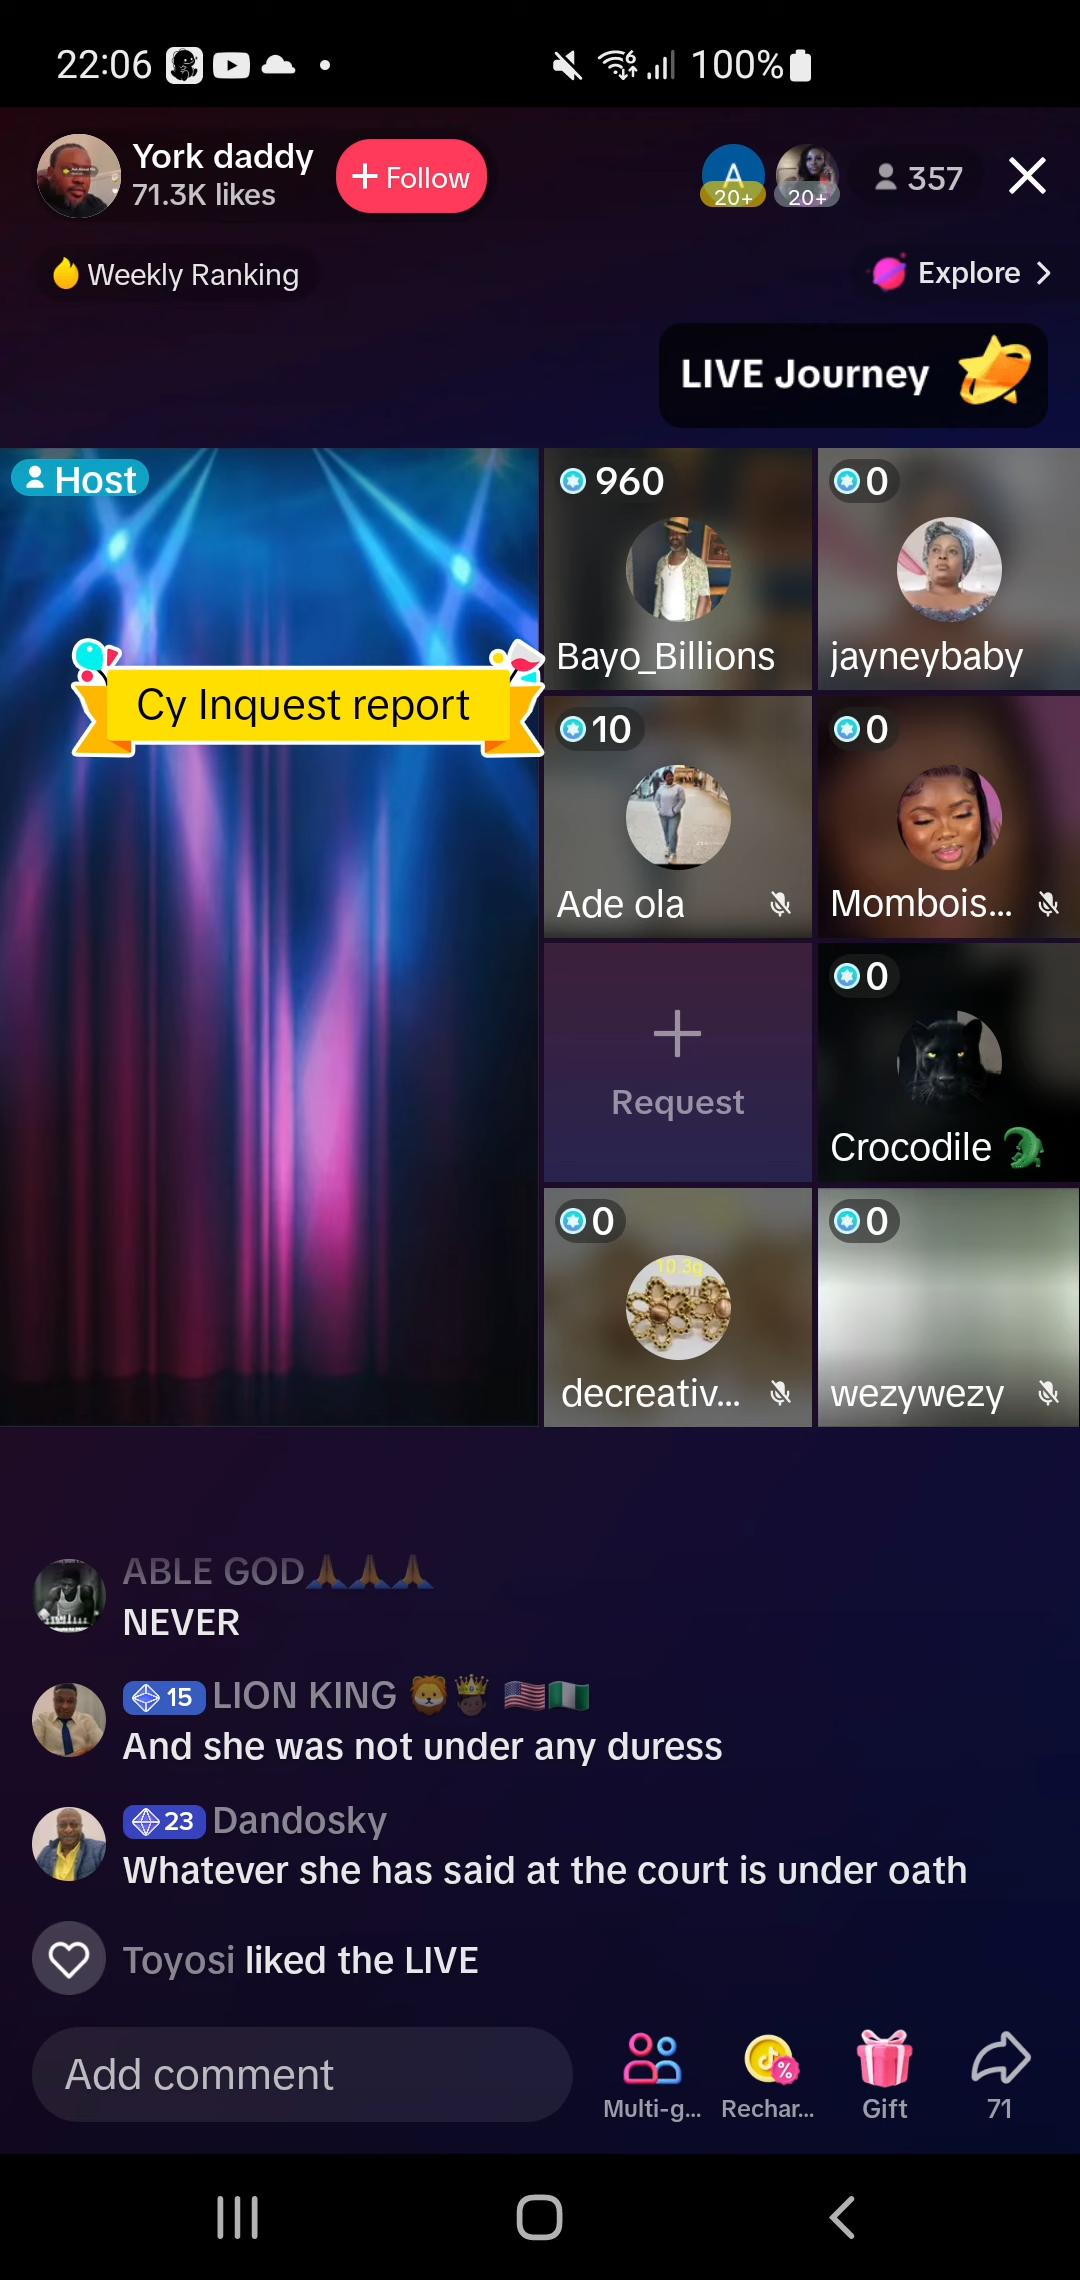 22:06
100%
York daddy
71.3K likes
+ Follow
A
20+
20+
357
Weekly Ranking
Explore >
LIVE Journey
Host
Cy Inquest report
960
Bayo_Billions
0
jayneybaby
10
Ade ola
0
Mombois...
Request
0
Crocodile 🐊
0
10.3g
decreativ...
0
wezywezy
ABLE GOD🙏🏾🙏🏾🙏🏾
NEVER
15 LION KING 🦁🤴🏾 🇺🇸🇳🇬
And she was not under any duress
23 Dandosky
Whatever she has said at the court is under oath
Toyosi liked the LIVE
Add comment
Multi-g...
Rechar...
Gift
71